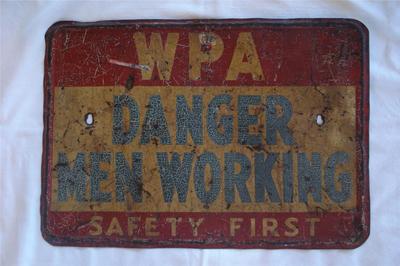 WPA
DANGER
MEN WORKING
SAFETY FIRST